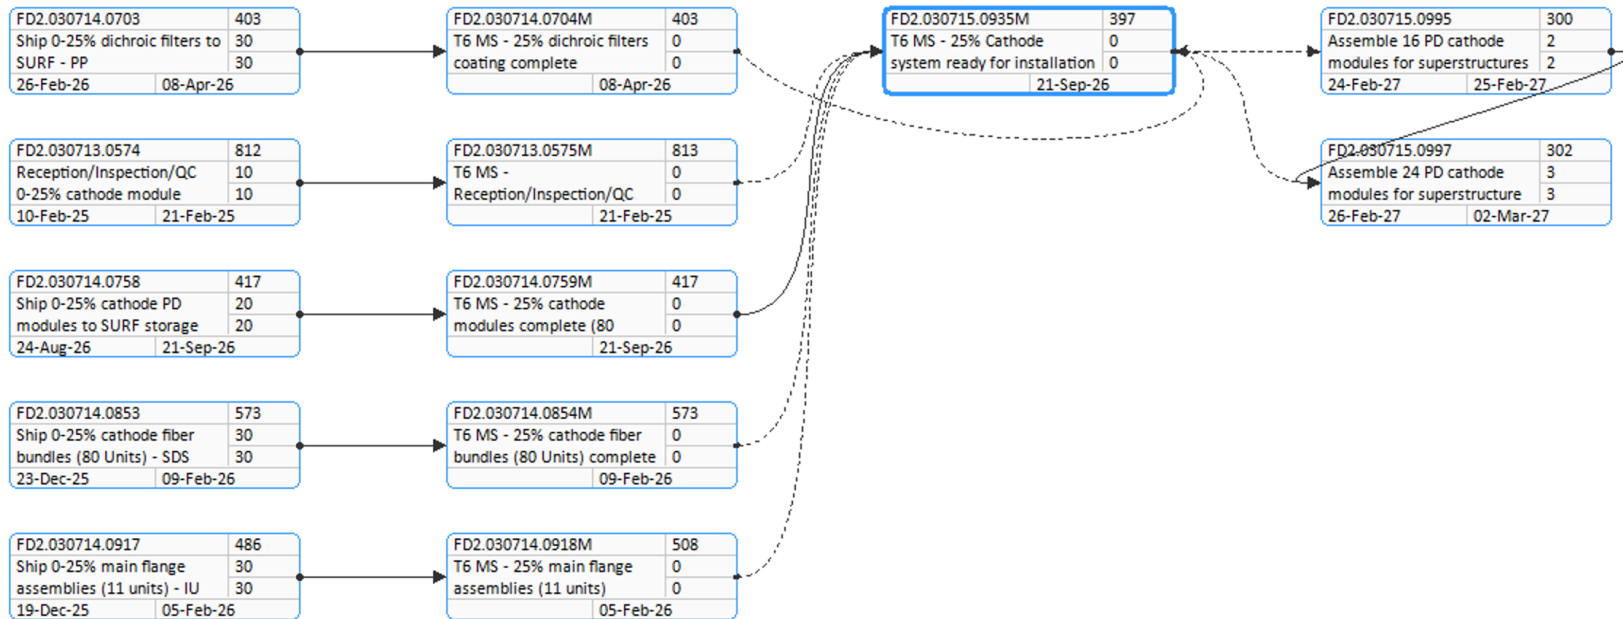 FD2.030714.0703 403
Ship 0-25% dichroic filters to 30
SURF - PP 30
26-Feb-26 08-Apr-26
FD2.030714.0704M 403
T6 MS - 25% dichroic filters 0
coating complete 0
08-Apr-26
FD2.030715.0935M 397
T6 MS - 25% Cathode 0
system ready for installation 0
21-Sep-26
FD2.030715.0995 300
Assemble 16 PD cathode 2
modules for superstructures 2
24-Feb-27 25-Feb-27
FD2.030713.0574 812
Reception/Inspection/QC 10
0-25% cathode module 10
10-Feb-25 21-Feb-25
FD2.030713.0575M 813
T6 MS - 0
Reception/Inspection/QC 0
21-Feb-25
FD2.030715.0997 302
Assemble 24 PD cathode 3
modules for superstructure 3
26-Feb-27 02-Mar-27
FD2.030714.0758 417
Ship 0-25% cathode PD 20
modules to SURF storage 20
24-Aug-26 21-Sep-26
FD2.030714.0759M 417
T6 MS - 25% cathode 0
modules complete (80 0
21-Sep-26
FD2.030714.0853 573
Ship 0-25% cathode fiber 30
bundles (80 Units) - SDS 30
23-Dec-25 09-Feb-26
FD2.030714.0854M 573
T6 MS - 25% cathode fiber 0
bundles (80 Units) complete 0
09-Feb-26
FD2.030714.0917 486
Ship 0-25% main flange 30
assemblies (11 units) - IU 30
19-Dec-25 05-Feb-26
FD2.030714.0918M 508
T6 MS - 25% main flange 0
assemblies (11 units) 0
05-Feb-26